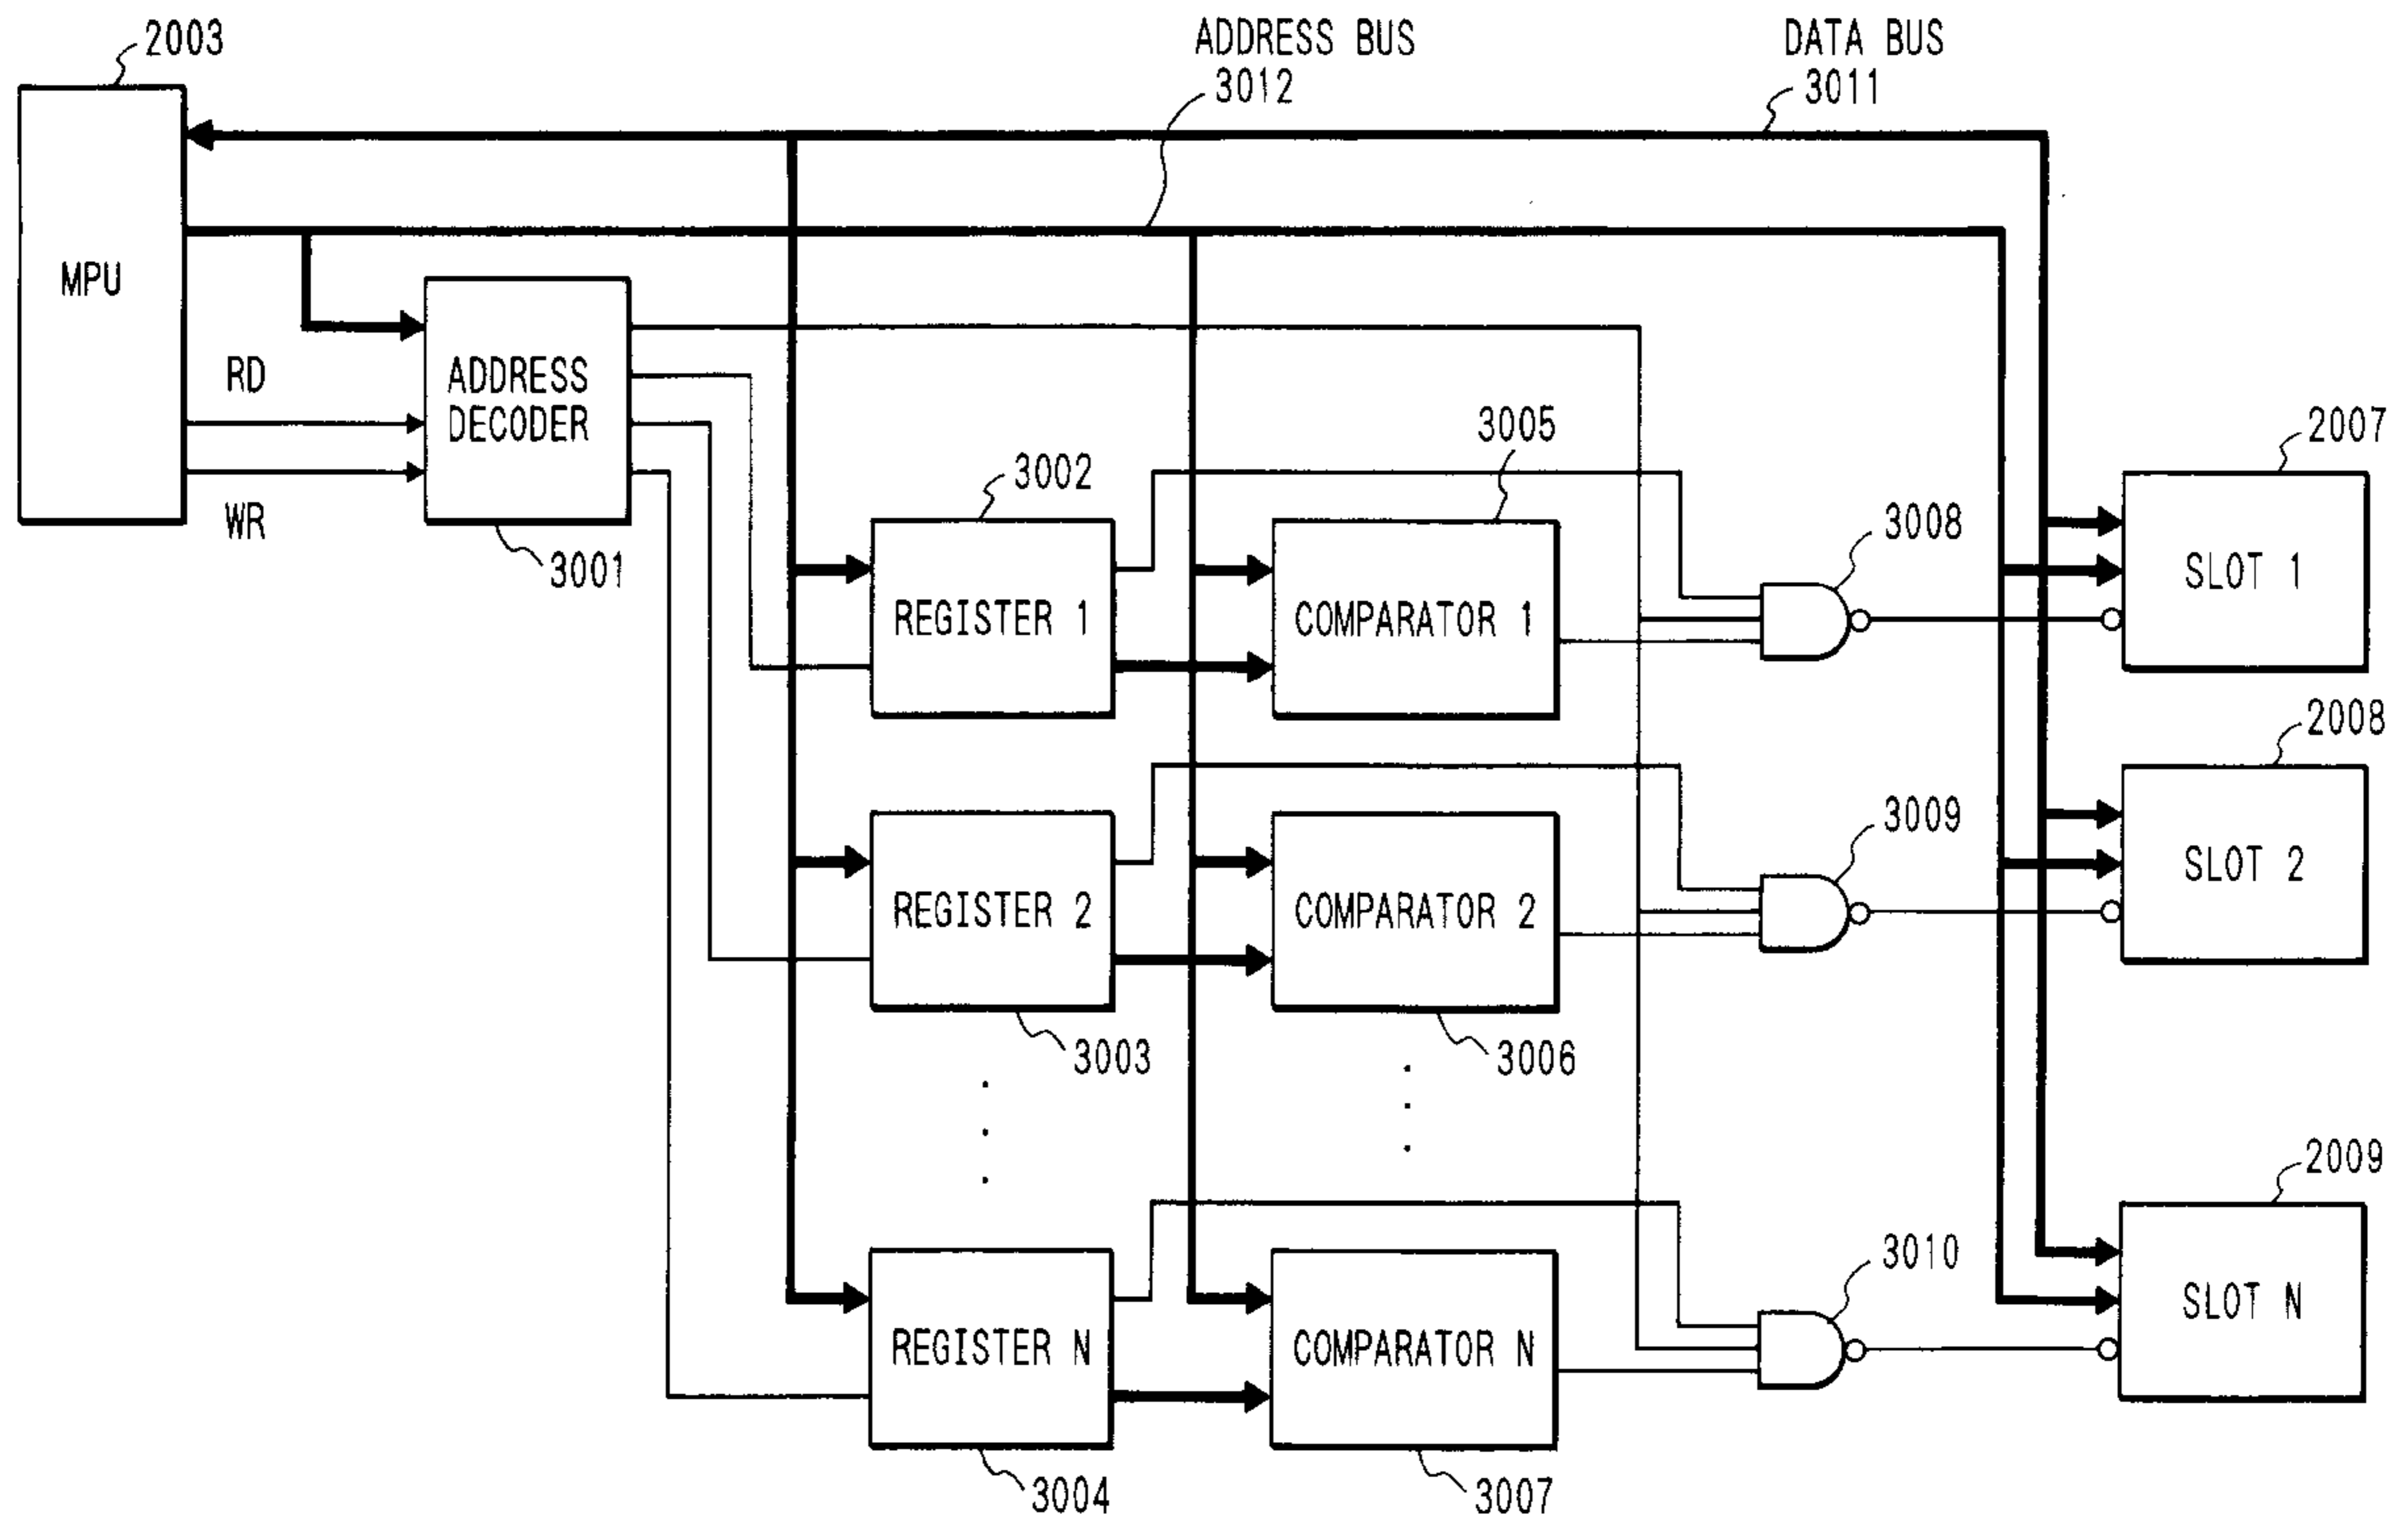 2003
ADDRESS BUS
3012
DATA BUS
3011
MPU
RD
WR
ADDRESS
DECODER
3001
3002
REGISTER 1
3005
COMPARATOR 1
3008
2007
SLOT 1
REGISTER 2
3003
COMPARATOR 2
3006
3009
2008
SLOT 2
REGISTER N
3004
COMPARATOR N
3007
3010
2009
SLOT N